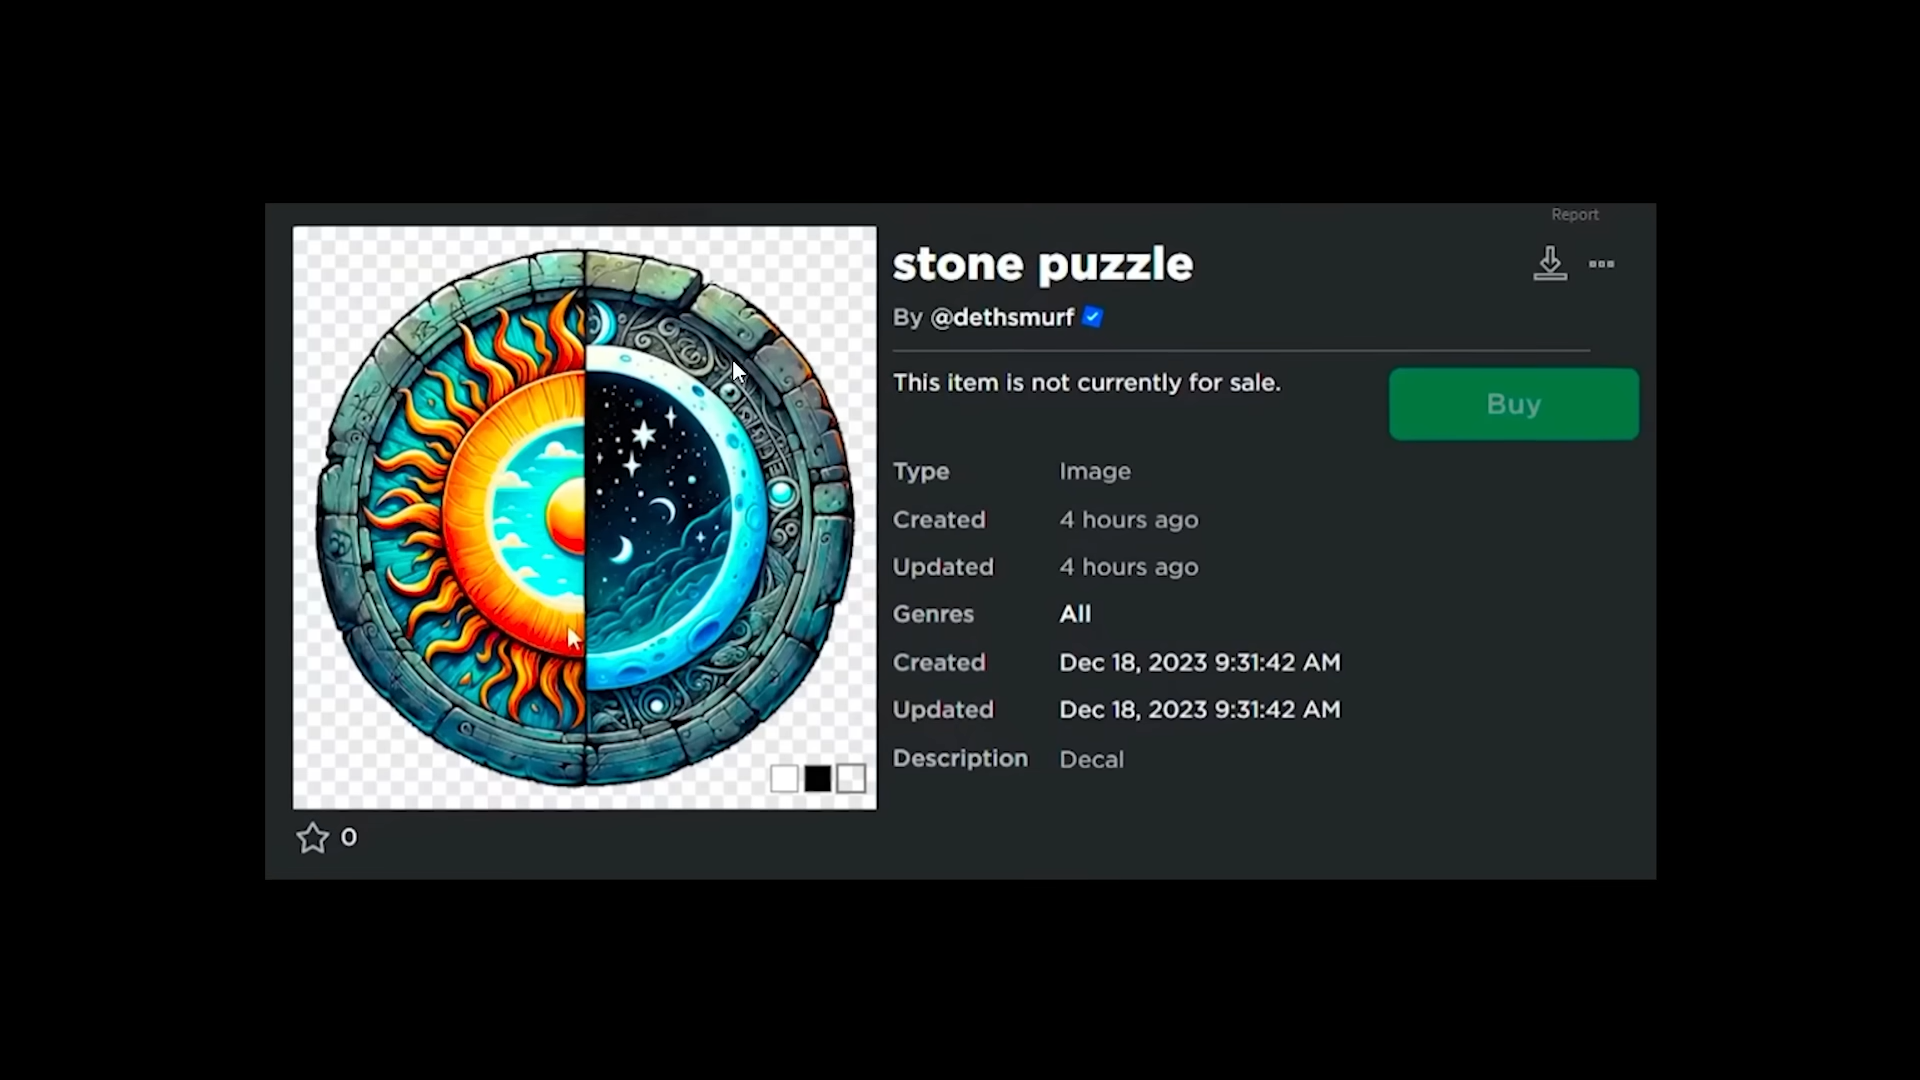 Report
stone puzzle
By @dethsmurf
This item is not currently for sale.
Buy
Type Image
Created 4 hours ago
Updated 4 hours ago
Genres All
Created Dec 18, 2023 9:31:42 AM
Updated Dec 18, 2023 9:31:42 AM
Description Decal
0